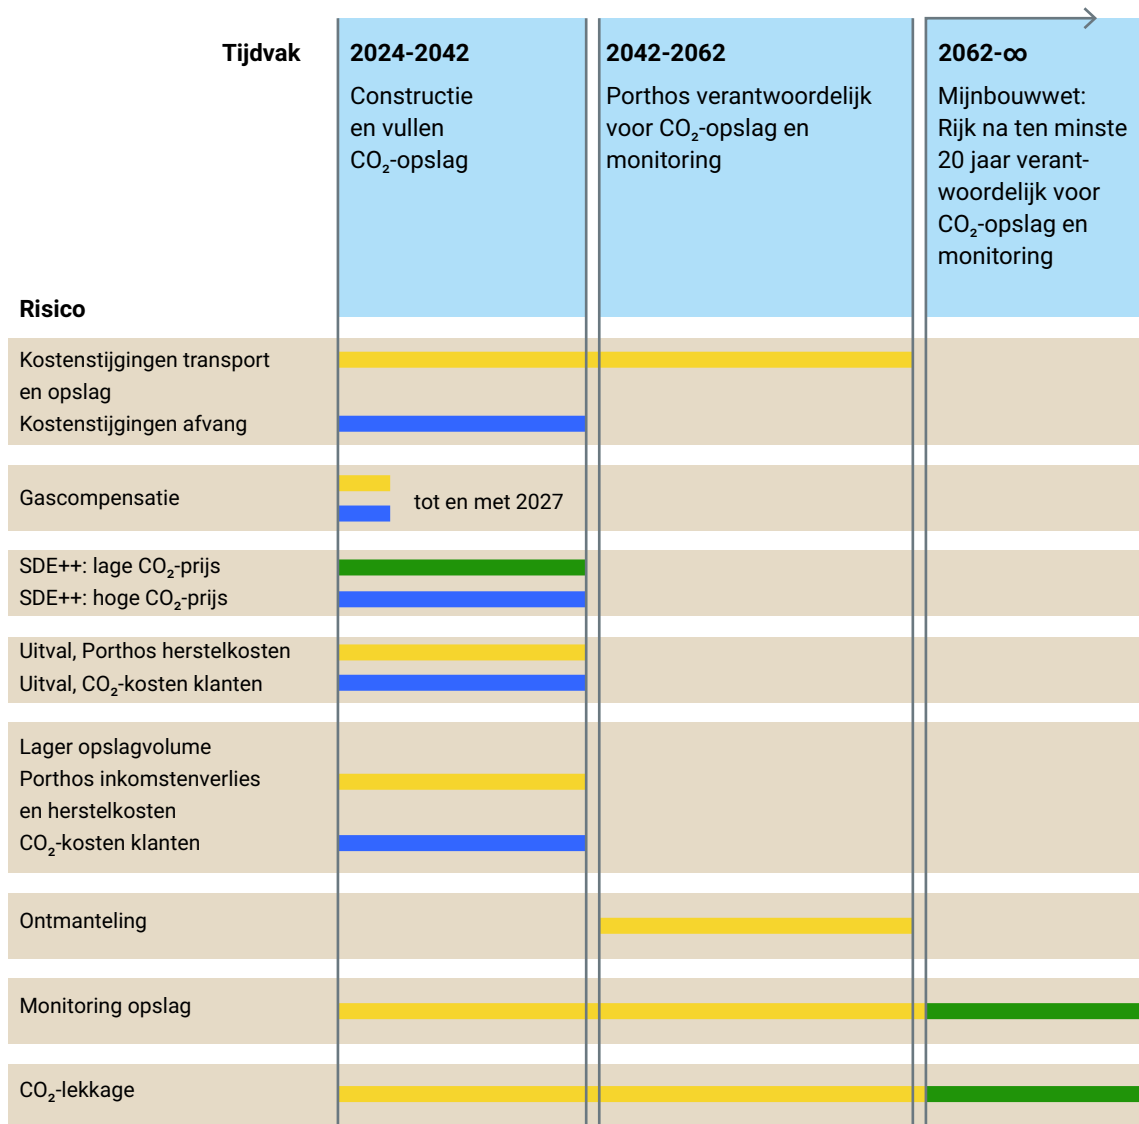 Tijdvak
2024-2042
Constructie
en vullen
CO₂-opslag
2042-2062
Porthos verantwoordelijk
voor CO₂-opslag en
monitoring
2062-∞
Mijnbouwwet:
Rijk na ten minste
20 jaar verant-
woordelijk voor
CO₂-opslag en
monitoring
Risico
Kostenstijgingen transport
en opslag
Kostenstijgingen afvang
Gascompensatie
tot en met 2027
SDE++: lage CO₂-prijs
SDE++: hoge CO₂-prijs
Uitval, Porthos herstelkosten
Uitval, CO₂-kosten klanten
Lager opslagvolume
Porthos inkomstenverlies
en herstelkosten
CO₂-kosten klanten
Ontmanteling
Monitoring opslag
CO₂-lekkage